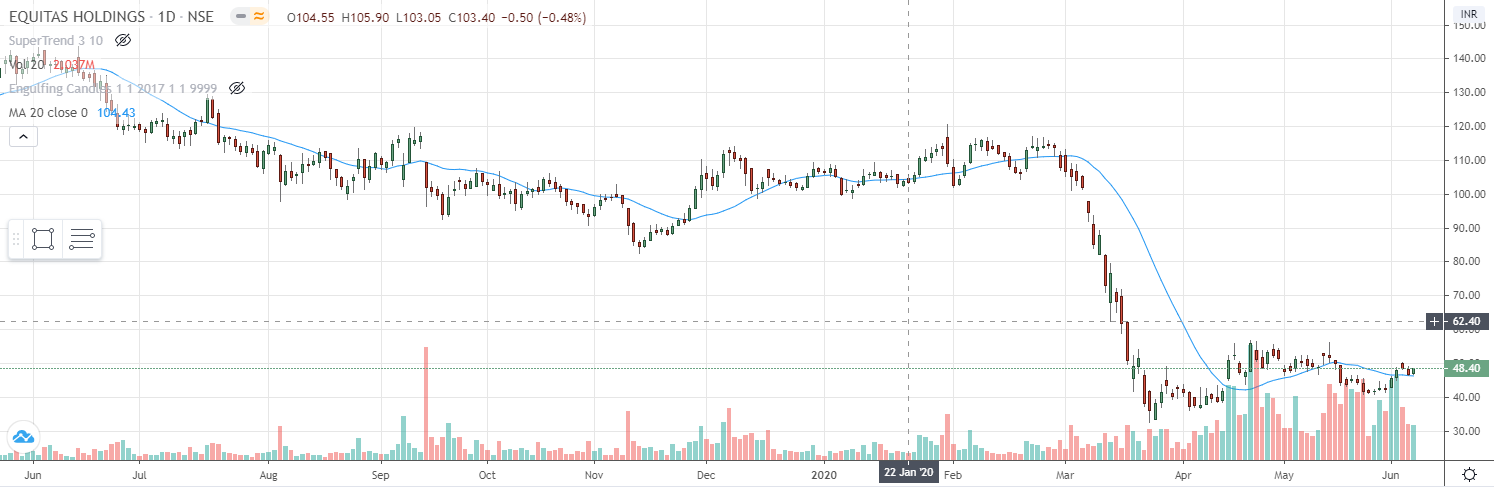 EQUITAS HOLDINGS · 1D · NSE O104.55 H105.90 L103.05 C103.40 −0.50 (−0.48%)
INR
150.00
SuperTrend 3 10
Vol 20 2.037M
140.00
Engulfing Candles 1 1 2017 1 1 9999
130.00
MA 20 close 0 104.43
120.00
110.00
100.00
90.00
80.00
70.00
62.40
60.00
50.00
48.40
40.00
30.00
Jun Jul Aug Sep Oct Nov Dec 2020 22 Jan '20 Feb Mar Apr May Jun